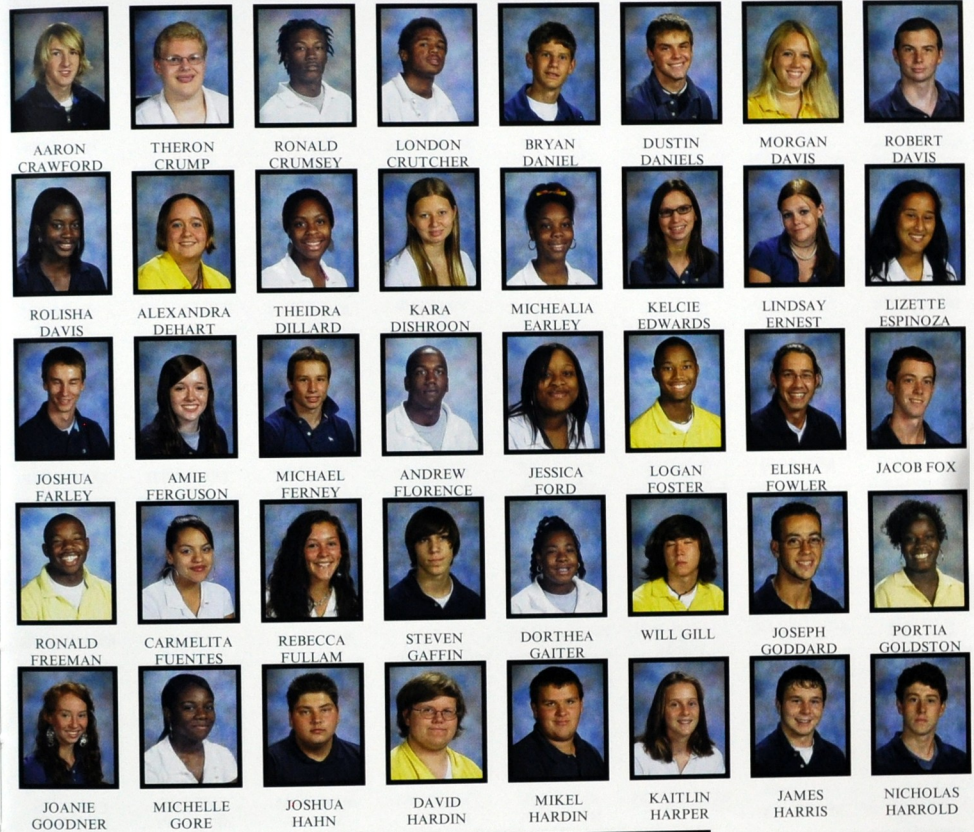 AARON CRAWFORD
THERON CRUMP
RONALD CRUMSEY
LONDON CRUTCHER
BRYAN DANIEL
DUSTIN DANIELS
MORGAN DAVIS
ROBERT DAVIS
ROLISHA DAVIS
ALEXANDRA DEHART
THEIDRA DILLARD
KARA DISHROON
MICHEALIA EARLEY
KELCIE EDWARDS
LINDSAY ERNEST
LIZETTE ESPINOZA
JOSHUA FARLEY
AMIE FERGUSON
MICHAEL FERNEY
ANDREW FLORENCE
JESSICA FORD
LOGAN FOSTER
ELISHA FOWLER
JACOB FOX
RONALD FREEMAN
CARMELITA FUENTES
REBECCA FULLAM
STEVEN GAFFIN
DORTHEA GAITER
WILL GILL
JOSEPH GODDARD
PORTIA GOLDSTON
JOANIE GOODNER
MICHELLE GORE
JOSHUA HAHN
DAVID HARDIN
MIKEL HARDIN
KAITLIN HARPER
JAMES HARRIS
NICHOLAS HARROLD